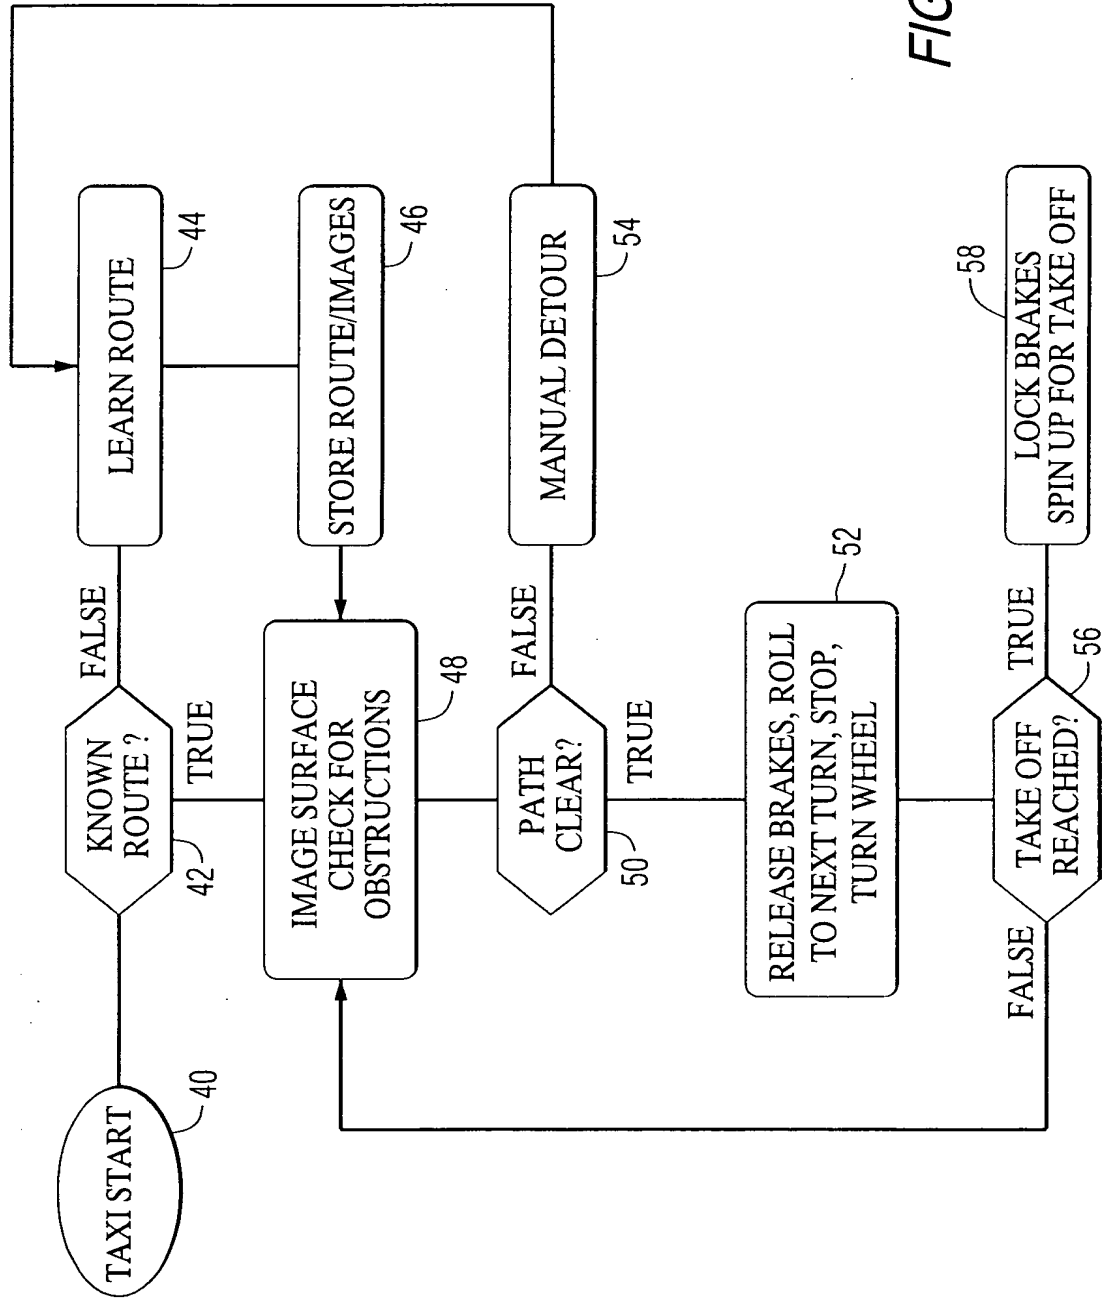 TAXI START
40
KNOWN
ROUTE ?
42
FALSE
TRUE
LEARN ROUTE
44
STORE ROUTE/IMAGES
46
IMAGE SURFACE
CHECK FOR
OBSTRUCTIONS
48
PATH
CLEAR?
50
FALSE
TRUE
MANUAL DETOUR
54
RELEASE BRAKES, ROLL
TO NEXT TURN, STOP,
TURN WHEEL
52
TAKE OFF
REACHED?
56
FALSE
TRUE
LOCK BRAKES
SPIN UP FOR TAKE OFF
58
FIG